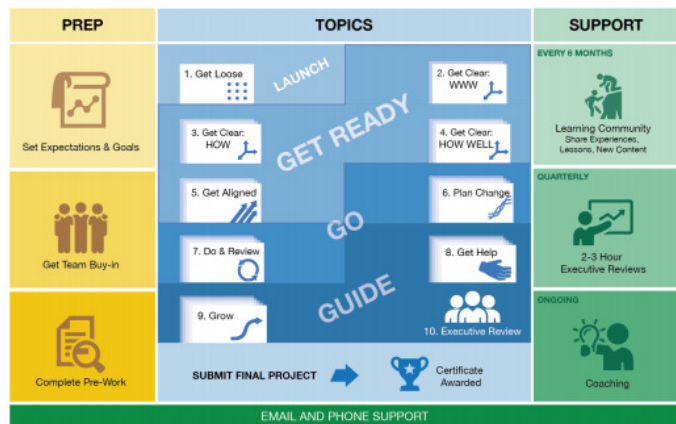 PREP
TOPICS
SUPPORT
Set Expectations & Goals
Get Team Buy-in
Complete Pre-Work
1. Get Loose
LAUNCH
2. Get Clear:
WWW
GET READY
3. Get Clear:
HOW
4. Get Clear:
HOW WELL
5. Get Aligned
6. Plan Change
GO
7. Do & Review
8. Get Help
GUIDE
9. Grow
10. Executive Review
SUBMIT FINAL PROJECT
Certificate
Awarded
EVERY 6 MONTHS
Learning Community
Share Experiences,
Lessons, New Content
QUARTERLY
2-3 Hour
Executive Reviews
ONGOING
Coaching
EMAIL AND PHONE SUPPORT